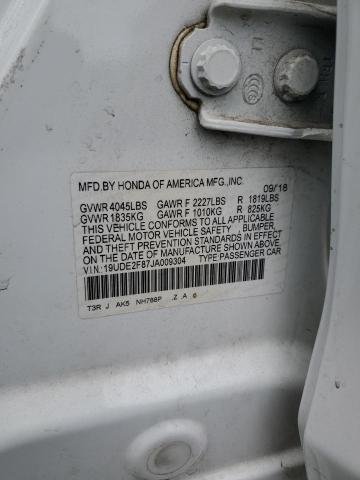 MFD.BY HONDA OF AMERICA MFG.,INC. 09/18
GVWR 4045LBS GAWR F 2227LBS R 1819LBS
GVWR 1835KG GAWR F 1010KG R 825KG
THIS VEHICLE CONFORMS TO ALL APPLICABLE
FEDERAL MOTOR VEHICLE SAFETY, BUMPER,
AND THEFT PREVENTION STANDARDS IN EFFECT
ON THE DATE OF MANUFACTURE SHOWN ABOVE.
V I N : 19UDE2F87JA009304 TYPE:PASSENGER CAR
T3R J AK5 NH788P .Z .A